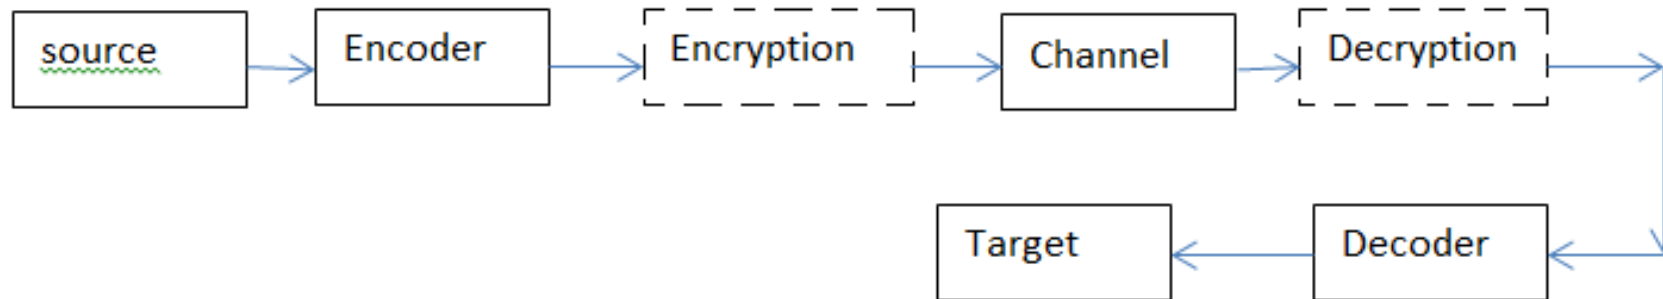 source
Encoder
Encryption
Channel
Decryption
Target
Decoder